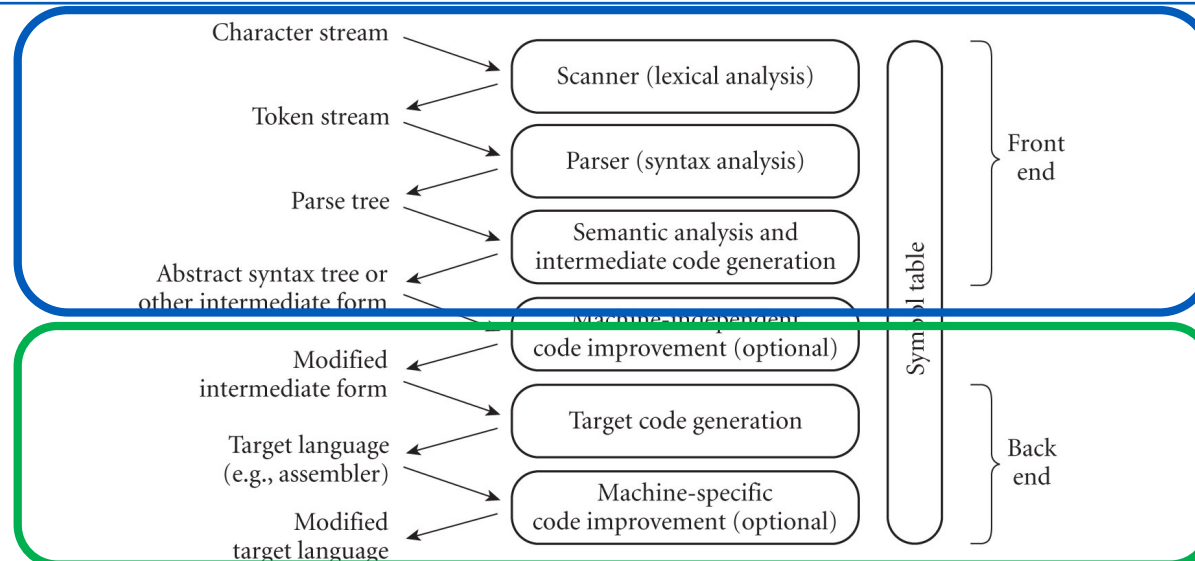 Character stream
Scanner (lexical analysis)
Token stream
Parser (syntax analysis)
Parse tree
Semantic analysis and
intermediate code generation
Abstract syntax tree or
other intermediate form
Machine-independent
code improvement (optional)
Modified
intermediate form
Target code generation
Target language
(e.g., assembler)
Machine-specific
code improvement (optional)
Modified
target language
Symbol table
Front
end
Back
end